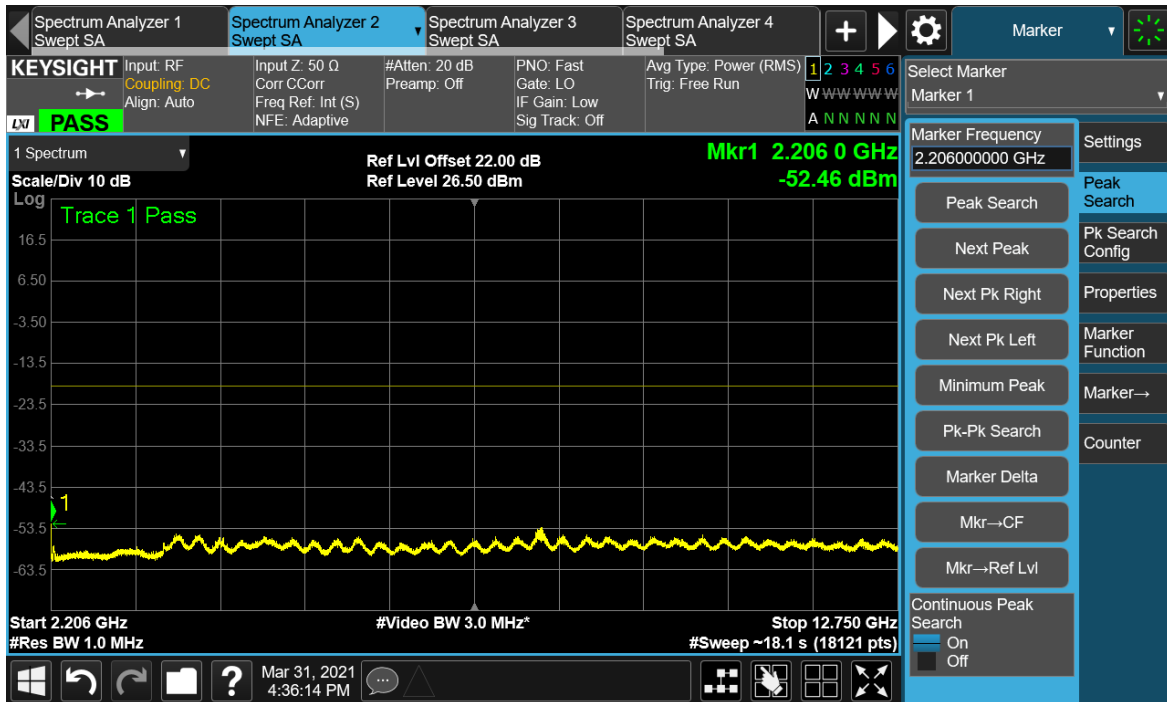 Spectrum Analyzer 1
Swept SA
Spectrum Analyzer 2
Swept SA
Spectrum Analyzer 3
Swept SA
Spectrum Analyzer 4
Swept SA
+
Marker
KEYSIGHT
LXI
PASS
Input: RF
Coupling: DC
Align: Auto
Input Z: 50 Ω
Corr CCorr
Freq Ref: Int (S)
NFE: Adaptive
#Atten: 20 dB
Preamp: Off
PNO: Fast
Gate: LO
IF Gain: Low
Sig Track: Off
Avg Type: Power (RMS)
Trig: Free Run
1 2 3 4 5 6
W W W W W W
A N N N N N
Select Marker
Marker 1
1 Spectrum
Scale/Div 10 dB
Ref Lvl Offset 22.00 dB
Ref Level 26.50 dBm
Mkr1 2.206 0 GHz
-52.46 dBm
Log
Trace 1 Pass
16.5
6.50
-3.50
-13.5
-23.5
-33.5
-43.5
-53.5
-63.5
1
Start 2.206 GHz
#Res BW 1.0 MHz
#Video BW 3.0 MHz*
Stop 12.750 GHz
#Sweep ~18.1 s (18121 pts)
Marker Frequency
2.206000000 GHz
Peak Search
Next Peak
Next Pk Right
Next Pk Left
Minimum Peak
Pk-Pk Search
Marker Delta
Mkr→CF
Mkr→Ref Lvl
Continuous Peak
Search
On
Off
Settings
Peak
Search
Pk Search
Config
Properties
Marker
Function
Marker→
Counter
?
Mar 31, 2021
4:36:14 PM